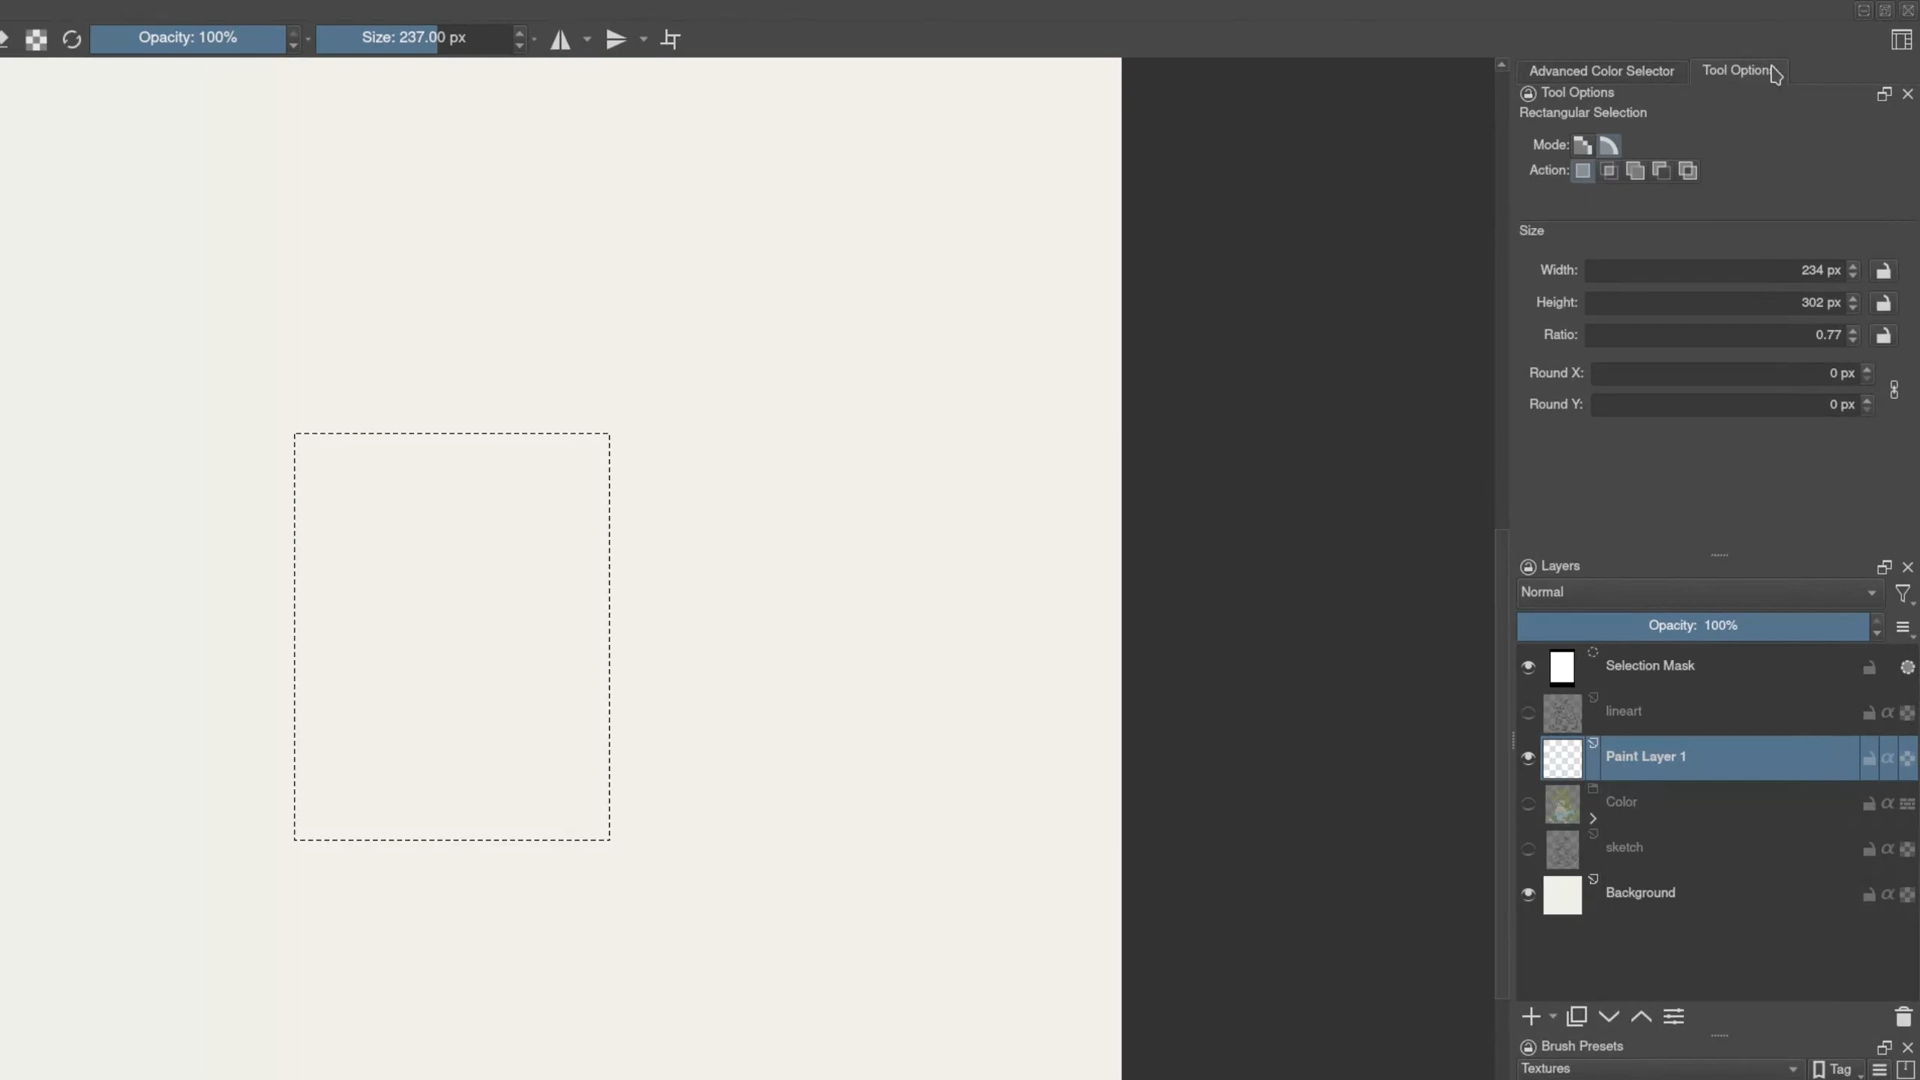 Opacity: 100%
Size: 237.00 px
Advanced Color Selector
Tool Options
Tool Options
Rectangular Selection
Mode:
Action:
Size
Width: 234 px
Height: 302 px
Ratio: 0.77
Round X: 0 px
Round Y: 0 px
Layers
Normal
Opacity: 100%
Selection Mask
lineart
Paint Layer 1
Color
sketch
Background
Brush Presets
Textures
Tag